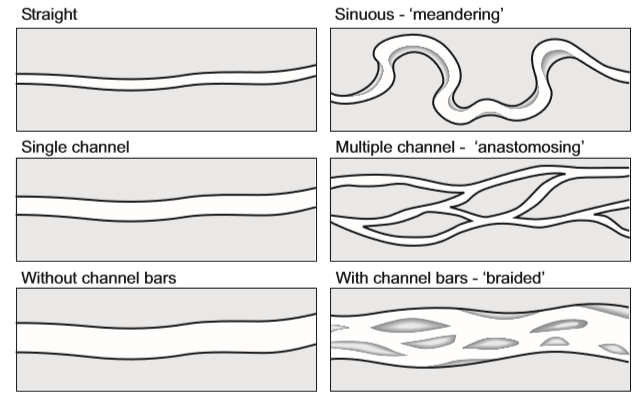 Straight
Sinuous - ‘meandering’
Single channel
Multiple channel -  ‘anastomosing’
Without channel bars
With channel bars - ‘braided’